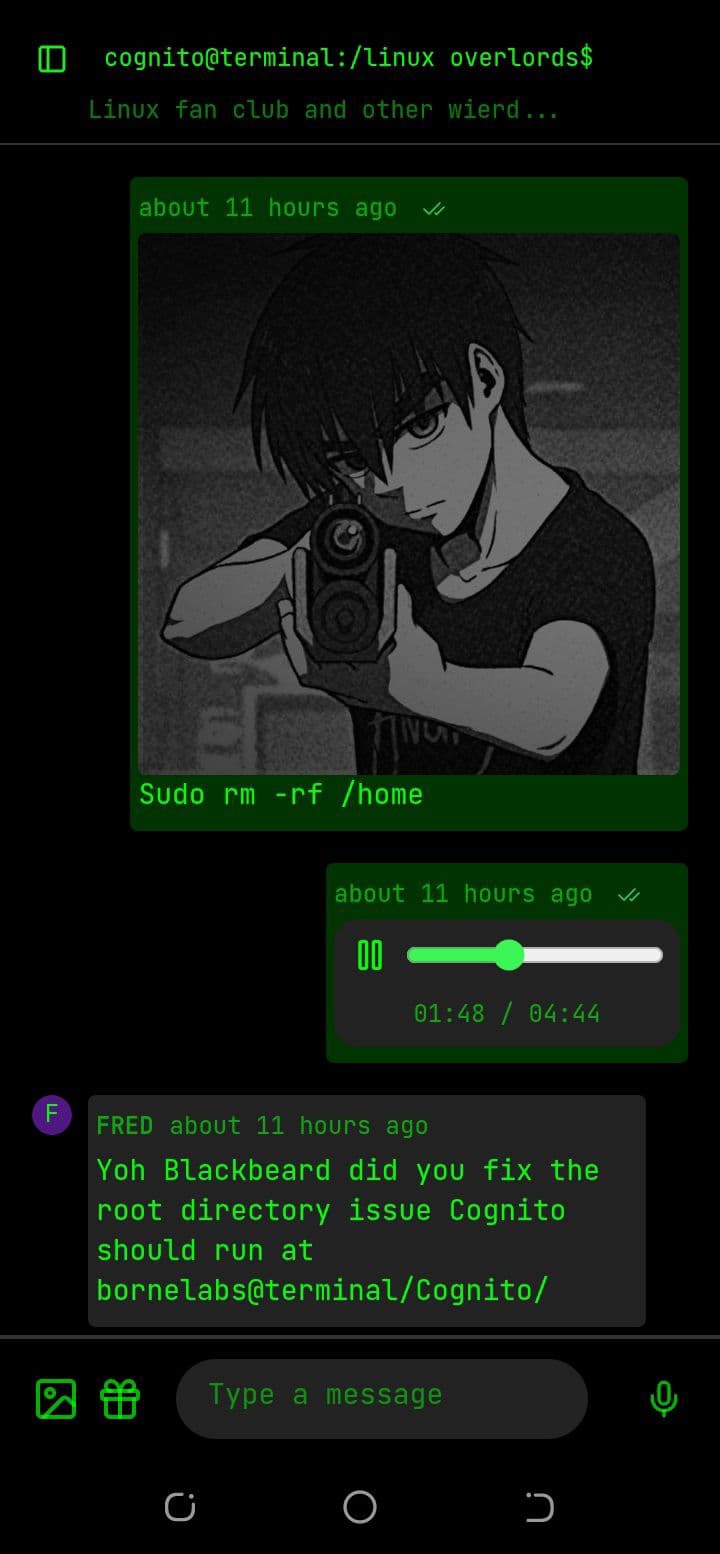 cognito@terminal:/linux overlords$
Linux fan club and other wierd...
about 11 hours ago
Sudo rm -rf /home
about 11 hours ago
01:48 / 04:44
F
FRED about 11 hours ago
Yoh Blackbeard did you fix the
root directory issue Cognito
should run at
bornelabs@terminal/Cognito/
Type a message